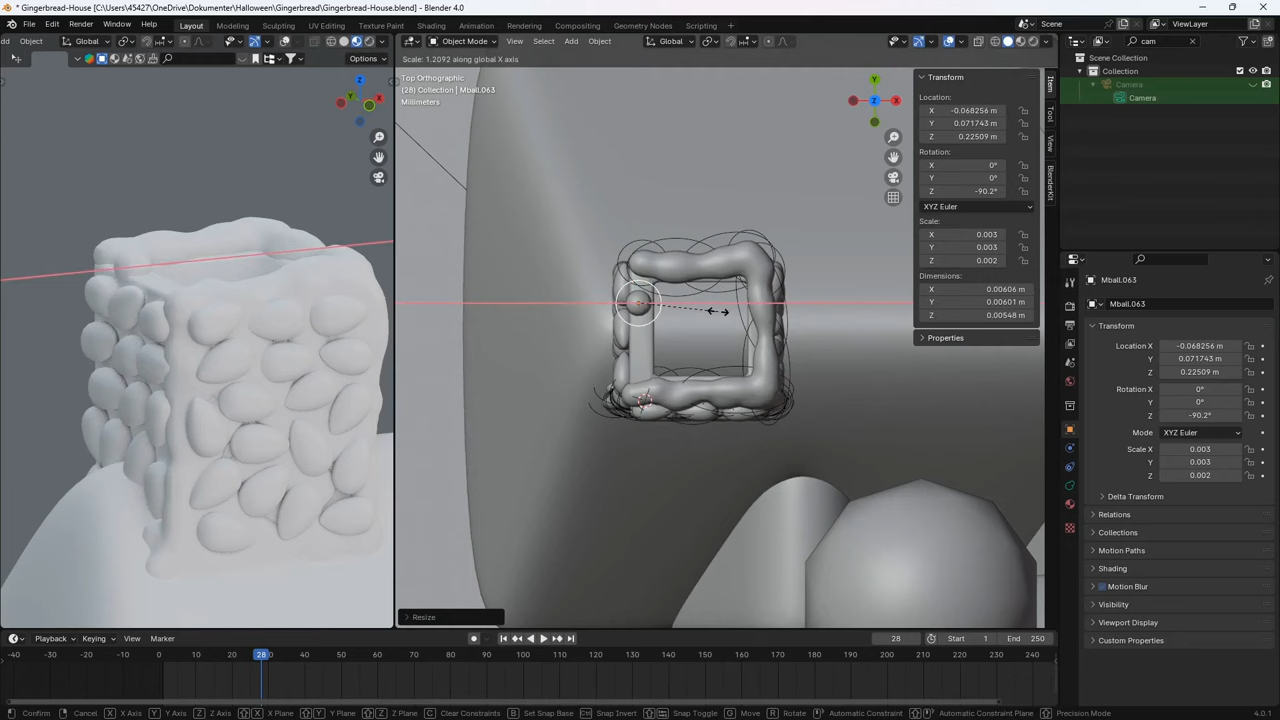 * Gingerbread-House [C:\Users\45427\OneDrive\Dokumenter\Halloween\Gingerbread\Gingerbread-House.blend] - Blender 4.0
File Edit Render Window Help Layout Modeling Sculpting UV Editing Texture Paint Shading Animation Rendering Compositing Geometry Nodes Scripting + Scene ViewLayer
dd Object Global Object Mode View Select Add Object Global cam
Options Scale: 1.2092 along global X axis Scene Collection
Top Orthographic
(28) Collection | Mball.063
Millimeters
Collection
Camera
Camera
Z
Y
X
Y
X
Z
Transform
Location:
X -0.068256 m
Y 0.071743 m
Z 0.22509 m
Rotation:
X 0°
Y 0°
Z -90.2°
XYZ Euler
Scale:
X 0.003
Y 0.003
Z 0.002
Dimensions:
X 0.00606 m
Y 0.00601 m
Z 0.00548 m
Properties
Item
Tool
View
BlenderKit
Mball.063
Mball.063
Transform
Location X -0.068256 m
Y 0.071743 m
Z 0.22509 m
Rotation X 0°
Y 0°
Z -90.2°
Mode XYZ Euler
Scale X 0.003
Y 0.003
Z 0.002
Delta Transform
Relations
Collections
Motion Paths
Shading
Motion Blur
Visibility
Viewport Display
Custom Properties
Resize
Playback Keying View Marker 28 Start 1 End 250
-40 -30 -20 -10 0 10 20 28 40 50 60 70 80 90 100 110 120 130 140 150 160 170 180 190 200 210 220 230 240
Confirm Cancel X X Axis Y Y Axis Z Z Axis X X Plane Y Y Plane Z Z Plane C Clear Constraints B Set Snap Base Snap Invert Snap Toggle G Move R Rotate Automatic Constraint Automatic Constraint Plane Precision Mode 4.0.1